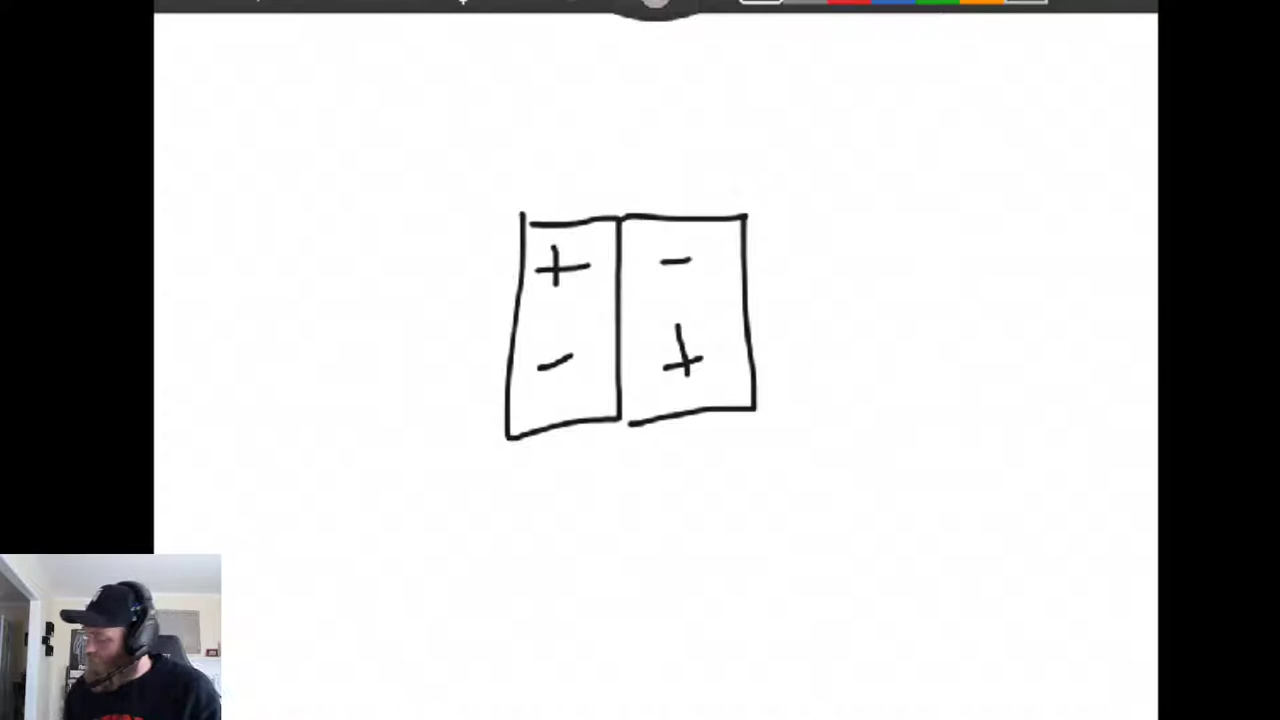 + -
- +